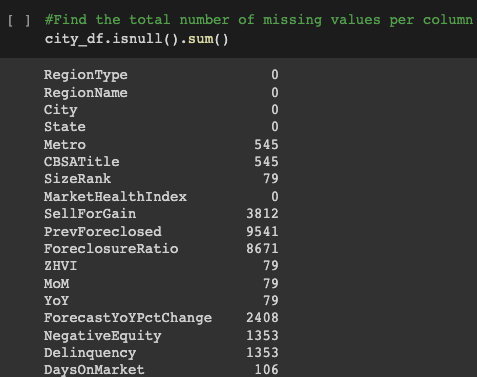 [ ] #Find the total number of missing values per column
city_df.isnull().sum()
RegionType 0
RegionName 0
City 0
State 0
Metro 545
CBSATitle 545
SizeRank 79
MarketHealthIndex 0
SellForGain 3812
PrevForeclosed 9541
ForeclosureRatio 8671
ZHVI 79
MoM 79
YoY 79
ForecastYoYPctChange 2408
NegativeEquity 1353
Delinquency 1353
DaysOnMarket 106